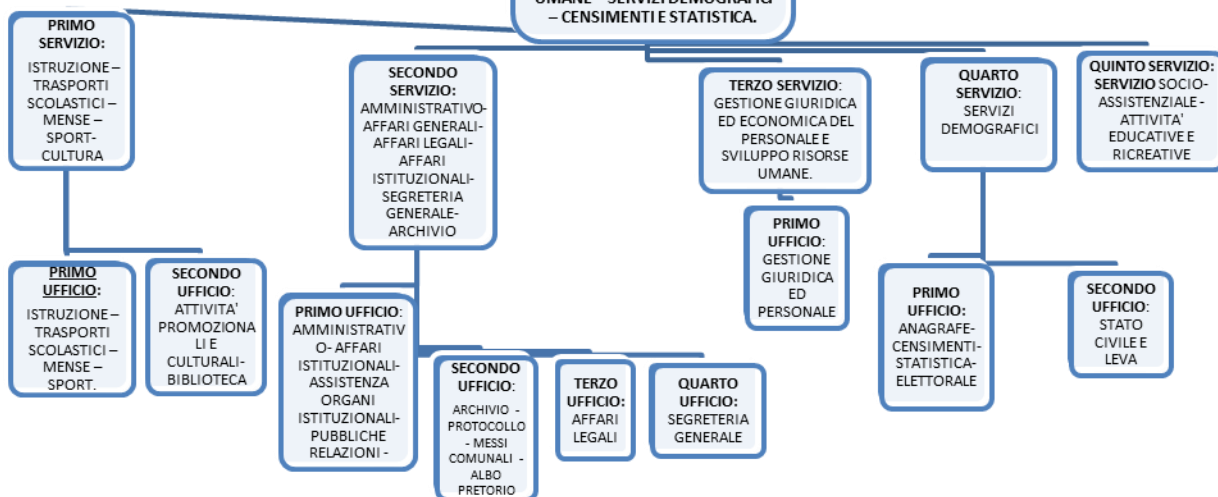 UMANE – SERVIZI DEMOGRAFICI
– CENSIMENTI E STATISTICA.
PRIMO
SERVIZIO:
ISTRUZIONE –
TRASPORTI
SCOLASTICI –
MENSE –
SPORT-
CULTURA
SECONDO
SERVIZIO:
AMMINISTRATIVO-
AFFARI GENERALI-
AFFARI LEGALI-
AFFARI
ISTITUZIONALI-
SEGRETERIA
GENERALE-
ARCHIVIO
TERZO SERVIZIO:
GESTIONE GIURIDICA
ED ECONOMICA DEL
PERSONALE E
SVILUPPO RISORSE
UMANE.
QUARTO
SERVIZIO:
SERVIZI
DEMOGRAFICI
QUINTO SERVIZIO:
SERVIZIO SOCIO-
ASSISTENZIALE -
ATTIVITA'
EDUCATIVE E
RICREATIVE
PRIMO
UFFICIO:
ISTRUZIONE –
TRASPORTI
SCOLASTICI –
MENSE –
SPORT.
SECONDO
UFFICIO:
ATTIVITA'
PROMOZIONA
LI E
CULTURALI-
BIBLIOTECA
PRIMO UFFICIO:
AMMINISTRATIV
O- AFFARI
ISTITUZIONALI-
ASSISTENZA
ORGANI
ISTITUZIONALI-
PUBBLICHE
RELAZIONI -
SECONDO
UFFICIO:
ARCHIVIO -
PROTOCOLLO
- MESSI
COMUNALI -
ALBO
PRETORIO
TERZO
UFFICIO:
AFFARI
LEGALI
QUARTO
UFFICIO:
SEGRETERIA
GENERALE
PRIMO
UFFICIO:
GESTIONE
GIURIDICA
ED
PERSONALE
PRIMO
UFFICIO:
ANAGRAFE-
CENSIMENTI-
STATISTICA-
ELETTORALE
SECONDO
UFFICIO:
STATO
CIVILE E
LEVA